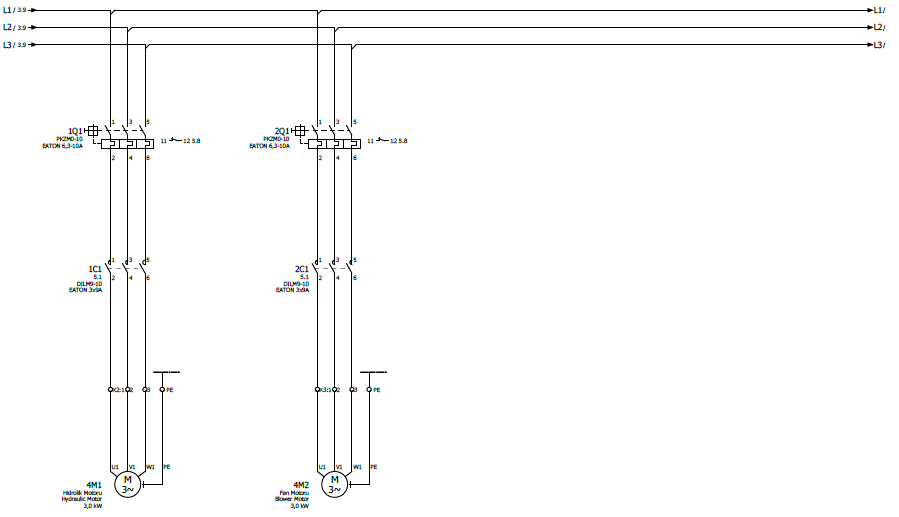 L1 / 3.9
L1/
L2 / 3.9
L2/
L3 / 3.9
L3/
1 3 5
1Q1
PKZM0-10
EATON 6,3-10A
11 12 5.8
2 4 6
1 3 5
2Q1
PKZM0-10
EATON 6,3-10A
11 12 5.8
2 4 6
1 3 5
1C1
5.1
DILM9-10
EATON 3x9A
2 4 6
1 3 5
2C1
5.1
DILM9-10
EATON 3x9A
2 4 6
X2:1 2 3 PE
X3:1 2 3 PE
U1 V1 W1 PE
4M1
Hidrolik Motoru
Hydraulic Motor
3,0 kW
M
3~
U1 V1 W1 PE
4M2
Fan Motoru
Blower Motor
3,0 kW
M
3~